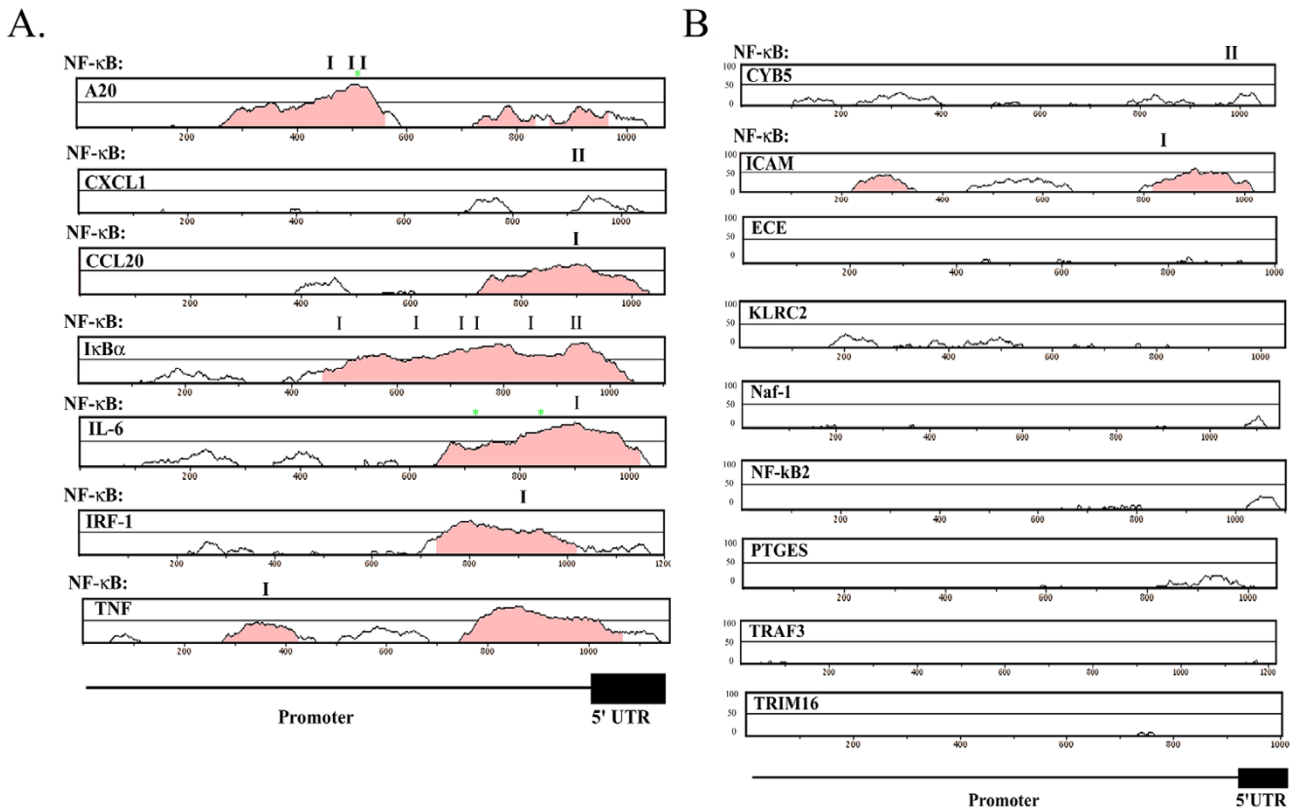 A.
NF-κB: I I I
*
A20
200 400 600 800 1000
NF-κB: II
CXCL1
200 400 600 800 1000
NF-κB: I
CCL20
200 400 600 800 1000
NF-κB: I I I I I II
IκBα
200 400 600 800 1000
NF-κB: * * I
IL-6
200 400 600 800 1000
NF-κB: I
IRF-1
200 400 600 800 1000 1200
NF-κB: I
TNF
200 400 600 800 1000
Promoter 5' UTR
B
NF-κB: II
100 50 0
CYB5
200 400 600 800 1000
NF-κB: I
100 50 0
ICAM
200 400 600 800 1000
100 50 0
ECE
200 400 600 800 1000
100 50 0
KLRC2
200 400 600 800 1000
100 50 0
Naf-1
200 400 600 800 1000
100 50 0
NF-kB2
200 400 600 800 1000
100 50 0
PTGES
200 400 600 800 1000
100 50 0
TRAF3
200 400 600 800 1000 1200
100 50 0
TRIM16
200 400 600 800 1000
Promoter 5'UTR